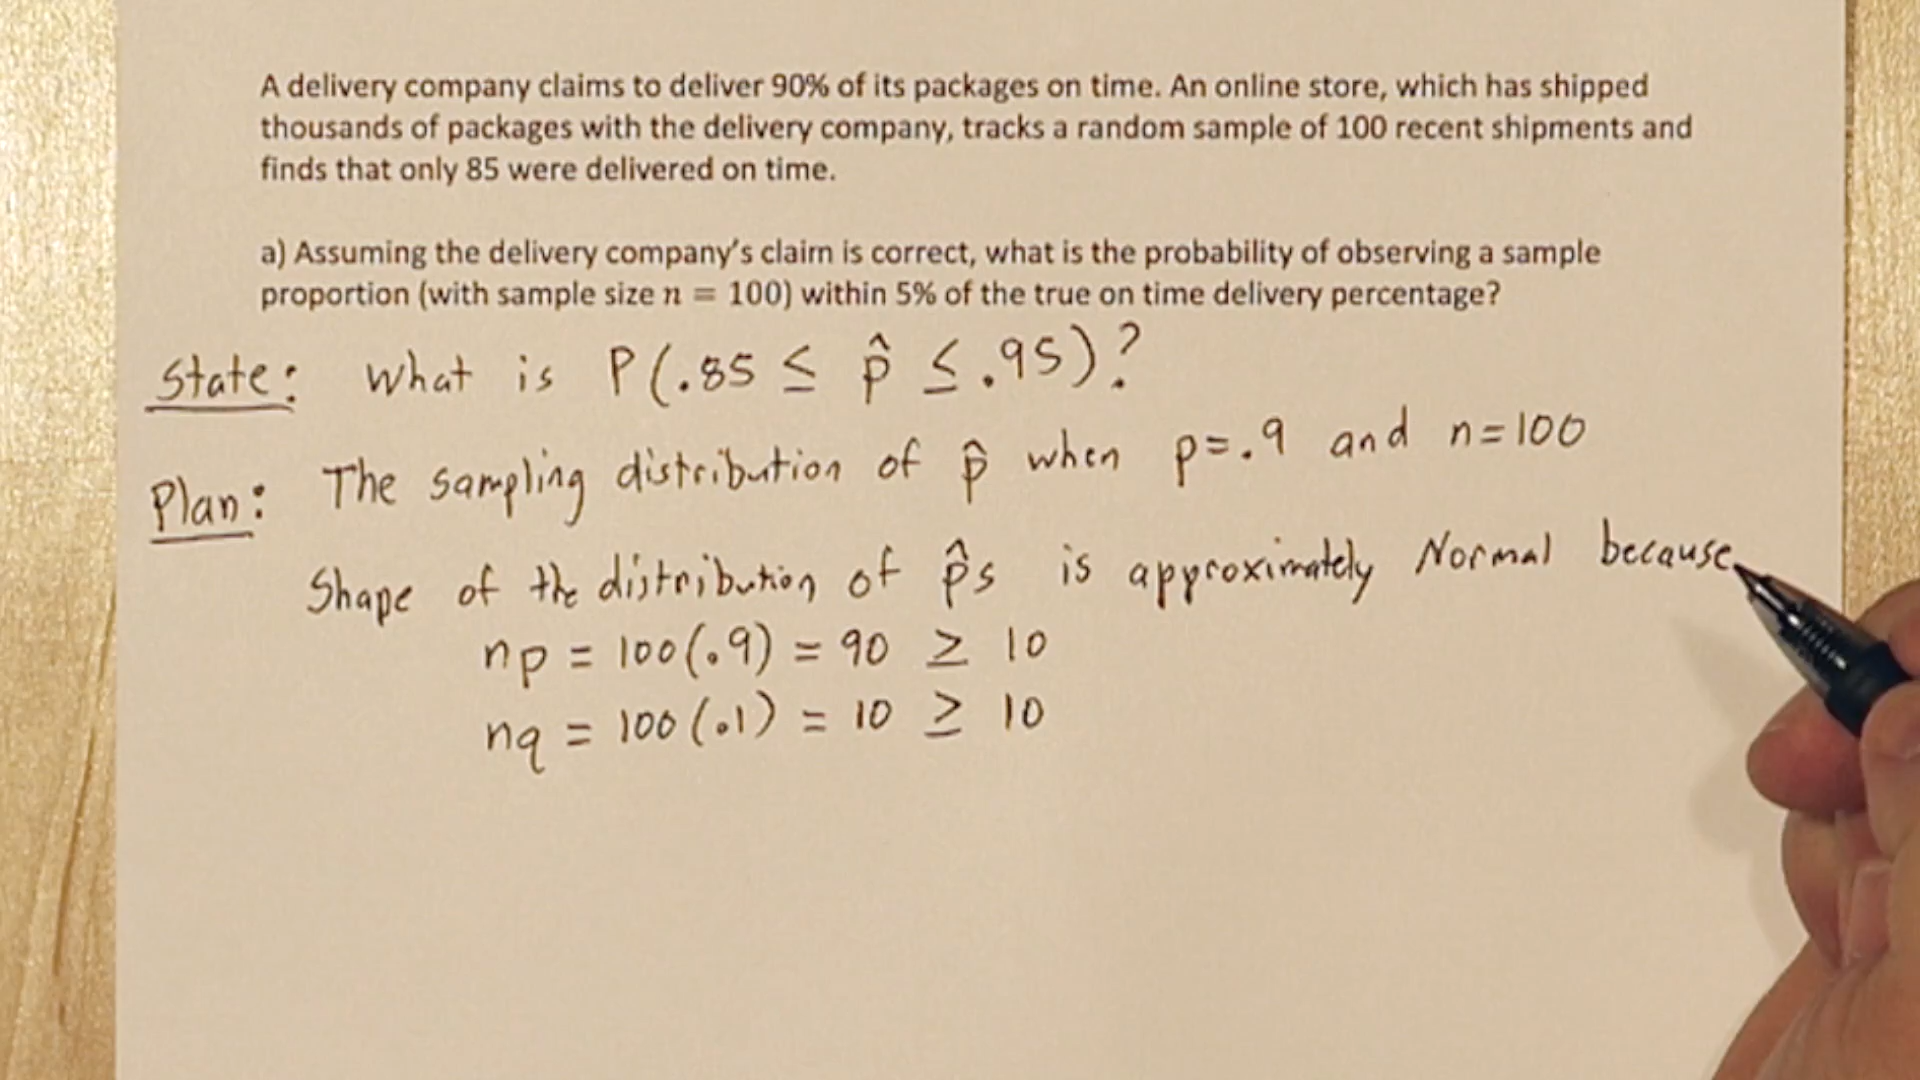 A delivery company claims to deliver 90% of its packages on time. An online store, which has shipped
thousands of packages with the delivery company, tracks a random sample of 100 recent shipments and
finds that only 85 were delivered on time.
a) Assuming the delivery company's claim is correct, what is the probability of observing a sample
proportion (with sample size n = 100) within 5% of the true on time delivery percentage?
State: What is P(.85 ≤ p̂ ≤ .95)?
Plan: The sampling distribution of p̂ when p=.9 and n=100
Shape of the distribution of p̂s is approximately Normal because
np = 100(.9) = 90 ≥ 10
nq = 100(.1) = 10 ≥ 10